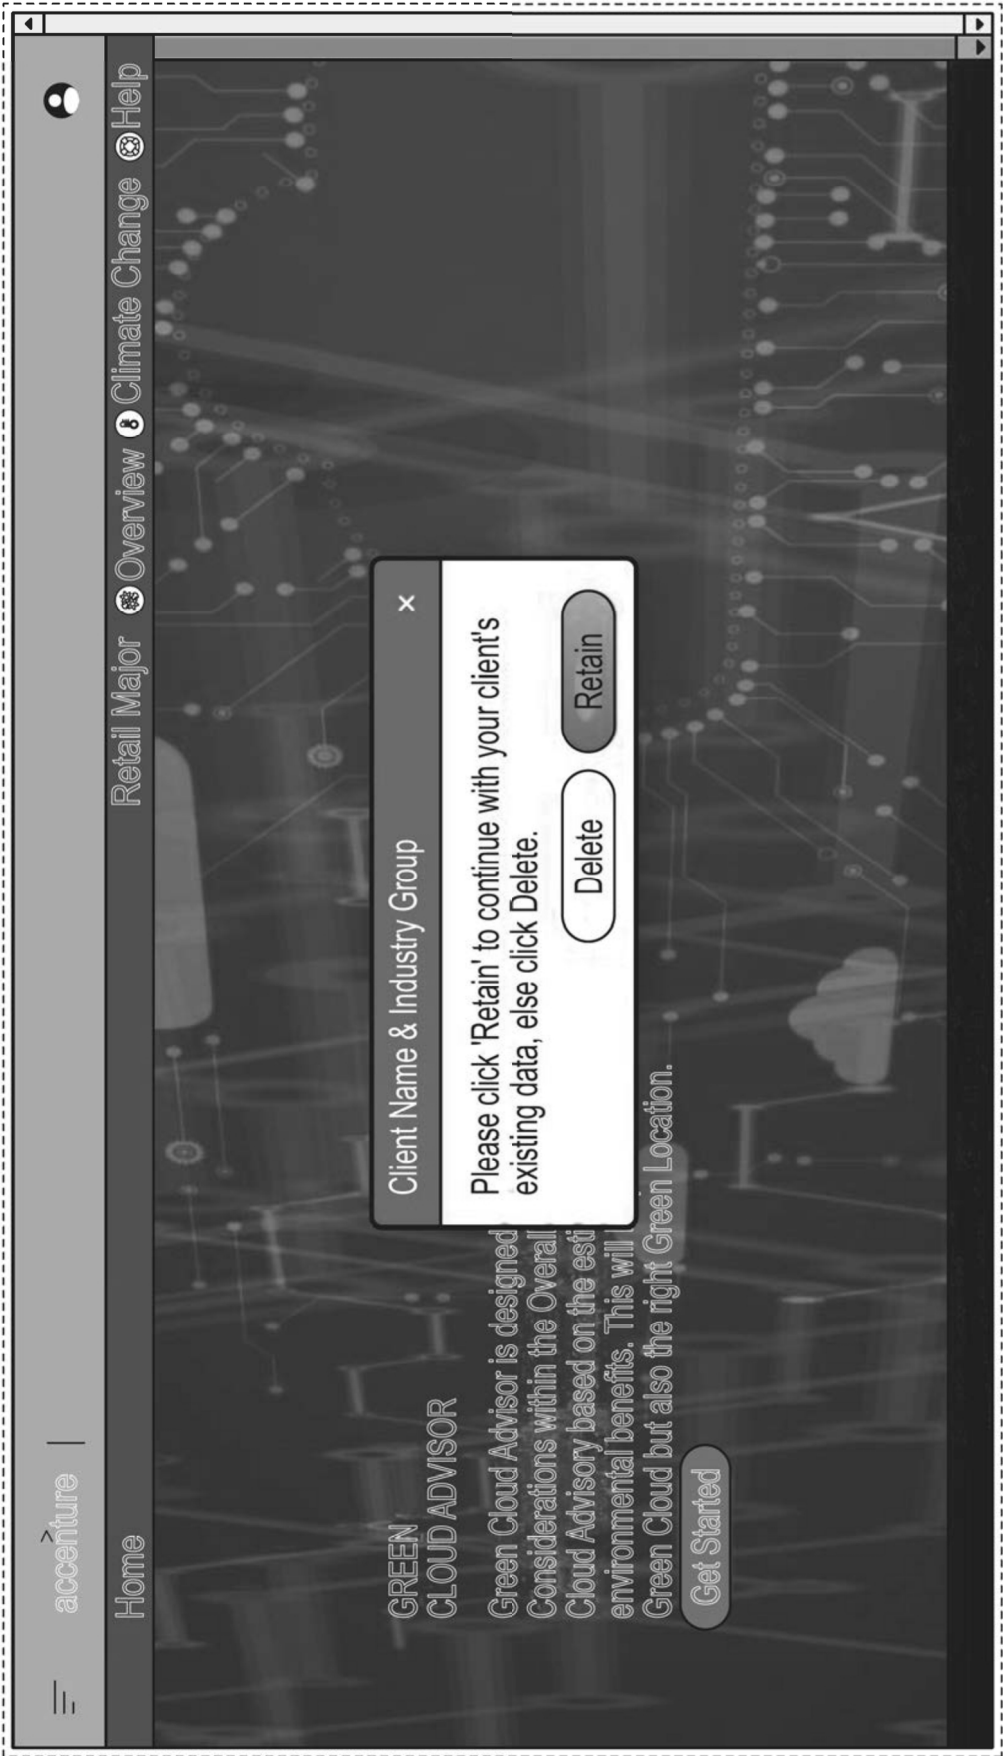 accenture
Home
Retail Major
Overview
Climate Change
Help
Client Name & Industry Group
Please click 'Retain' to continue with your client's
existing data, else click Delete.
Delete
Retain
GREEN
CLOUD ADVISOR
Green Cloud Advisor is designed
Considerations within the Overall
Cloud Advisory based on the esti
environmental benefits. This will
Green Cloud but also the right Green Location.
Get Started